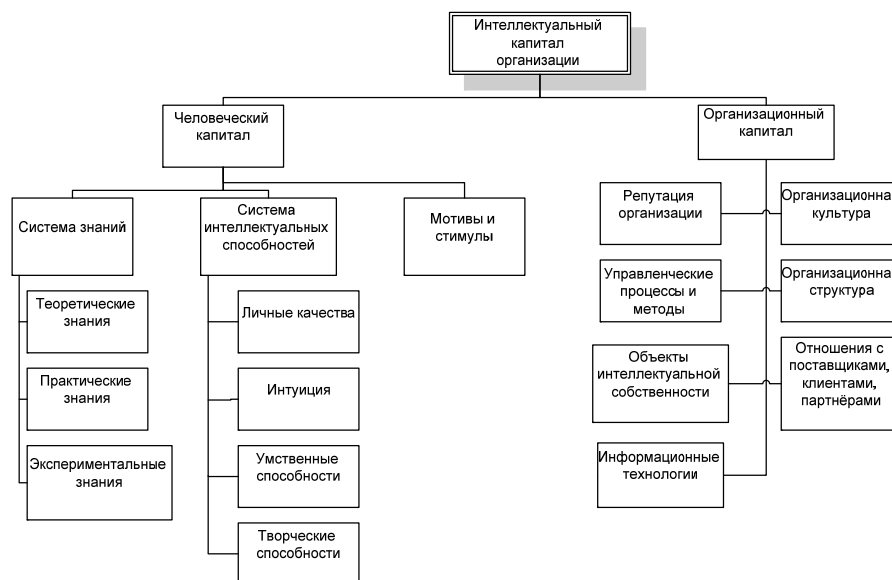 Интеллектуальный
капитал
организации
Человеческий
капитал
Организационный
капитал
Система знаний
Система
интеллектуальных
способностей
Мотивы и
стимулы
Теоретические
знания
Практические
знания
Экспериментальные
знания
Личные качества
Интуиция
Умственные
способности
Творческие
способности
Репутация
организации
Организационна
культура
Управленческие
процессы и
методы
Организационна
структура
Объекты
интеллектуальной
собственности
Отношения с
поставщиками,
клиентами,
партнёрами
Информационные
технологии